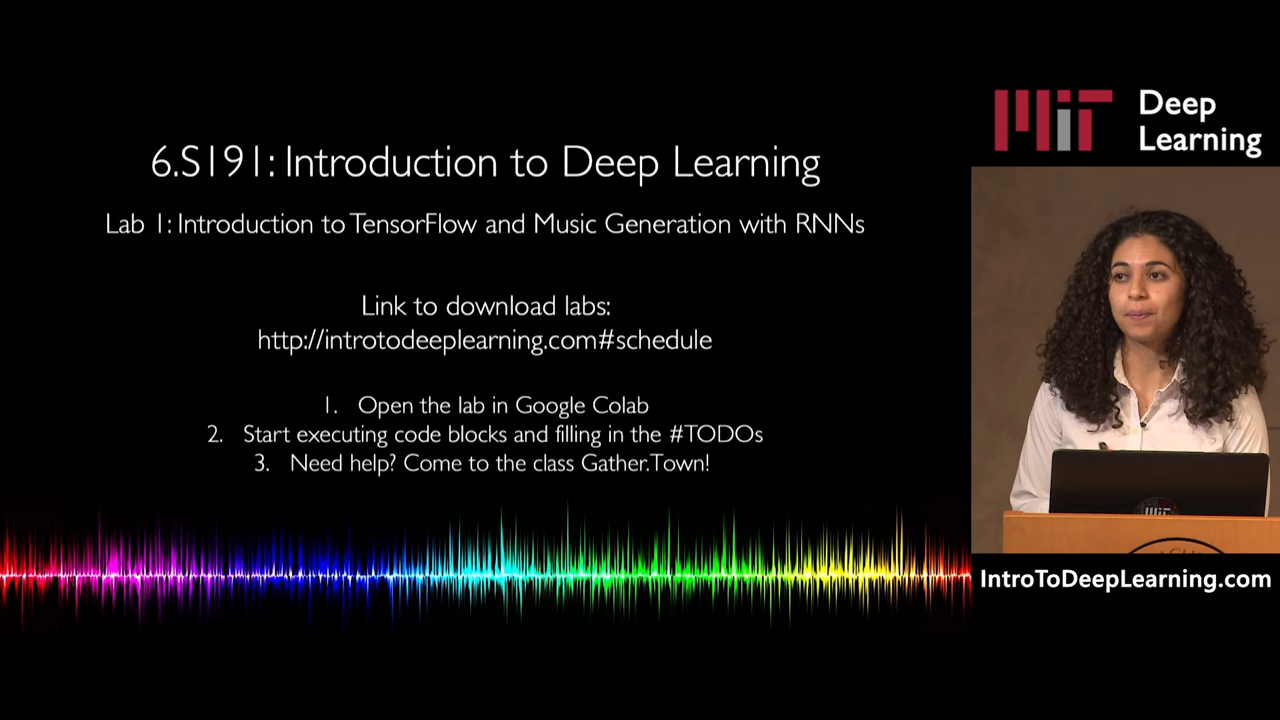 6.S191: Introduction to Deep Learning
Lab 1: Introduction to TensorFlow and Music Generation with RNNs
Link to download labs:
http://introtodeeplearning.com#schedule
1. Open the lab in Google Colab
2. Start executing code blocks and filling in the #TODOs
3. Need help? Come to the class Gather.Town!
MIT
Deep
Learning
MIT
IntroToDeepLearning.com